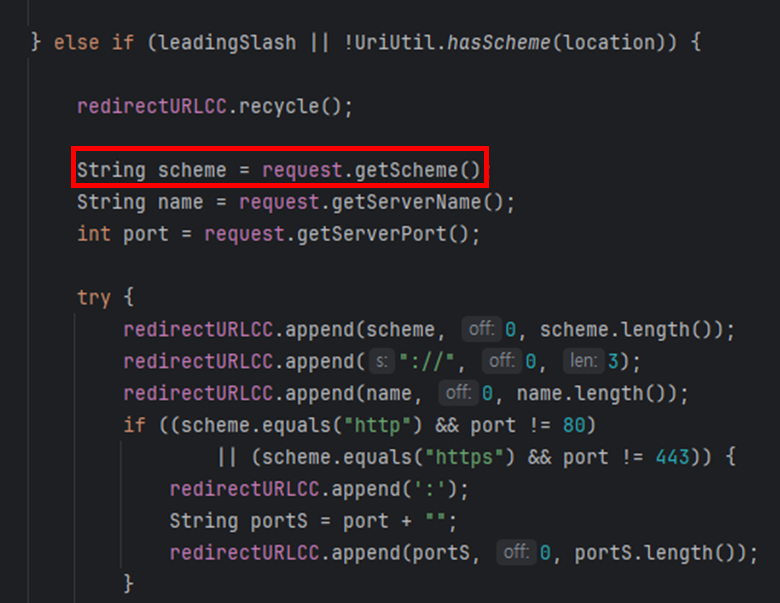 } else if (leadingSlash || !UriUtil.hasScheme(location)) {
redirectURLCC.recycle();
String scheme = request.getScheme()
String name = request.getServerName();
int port = request.getServerPort();
try {
redirectURLCC.append(scheme, off: 0, scheme.length());
redirectURLCC.append( s: "://", off: 0, len: 3);
redirectURLCC.append(name, off: 0, name.length());
if ((scheme.equals("http") && port != 80)
|| (scheme.equals("https") && port != 443)) {
redirectURLCC.append(':');
String portS = port + "";
redirectURLCC.append(portS, off: 0, portS.length());
}